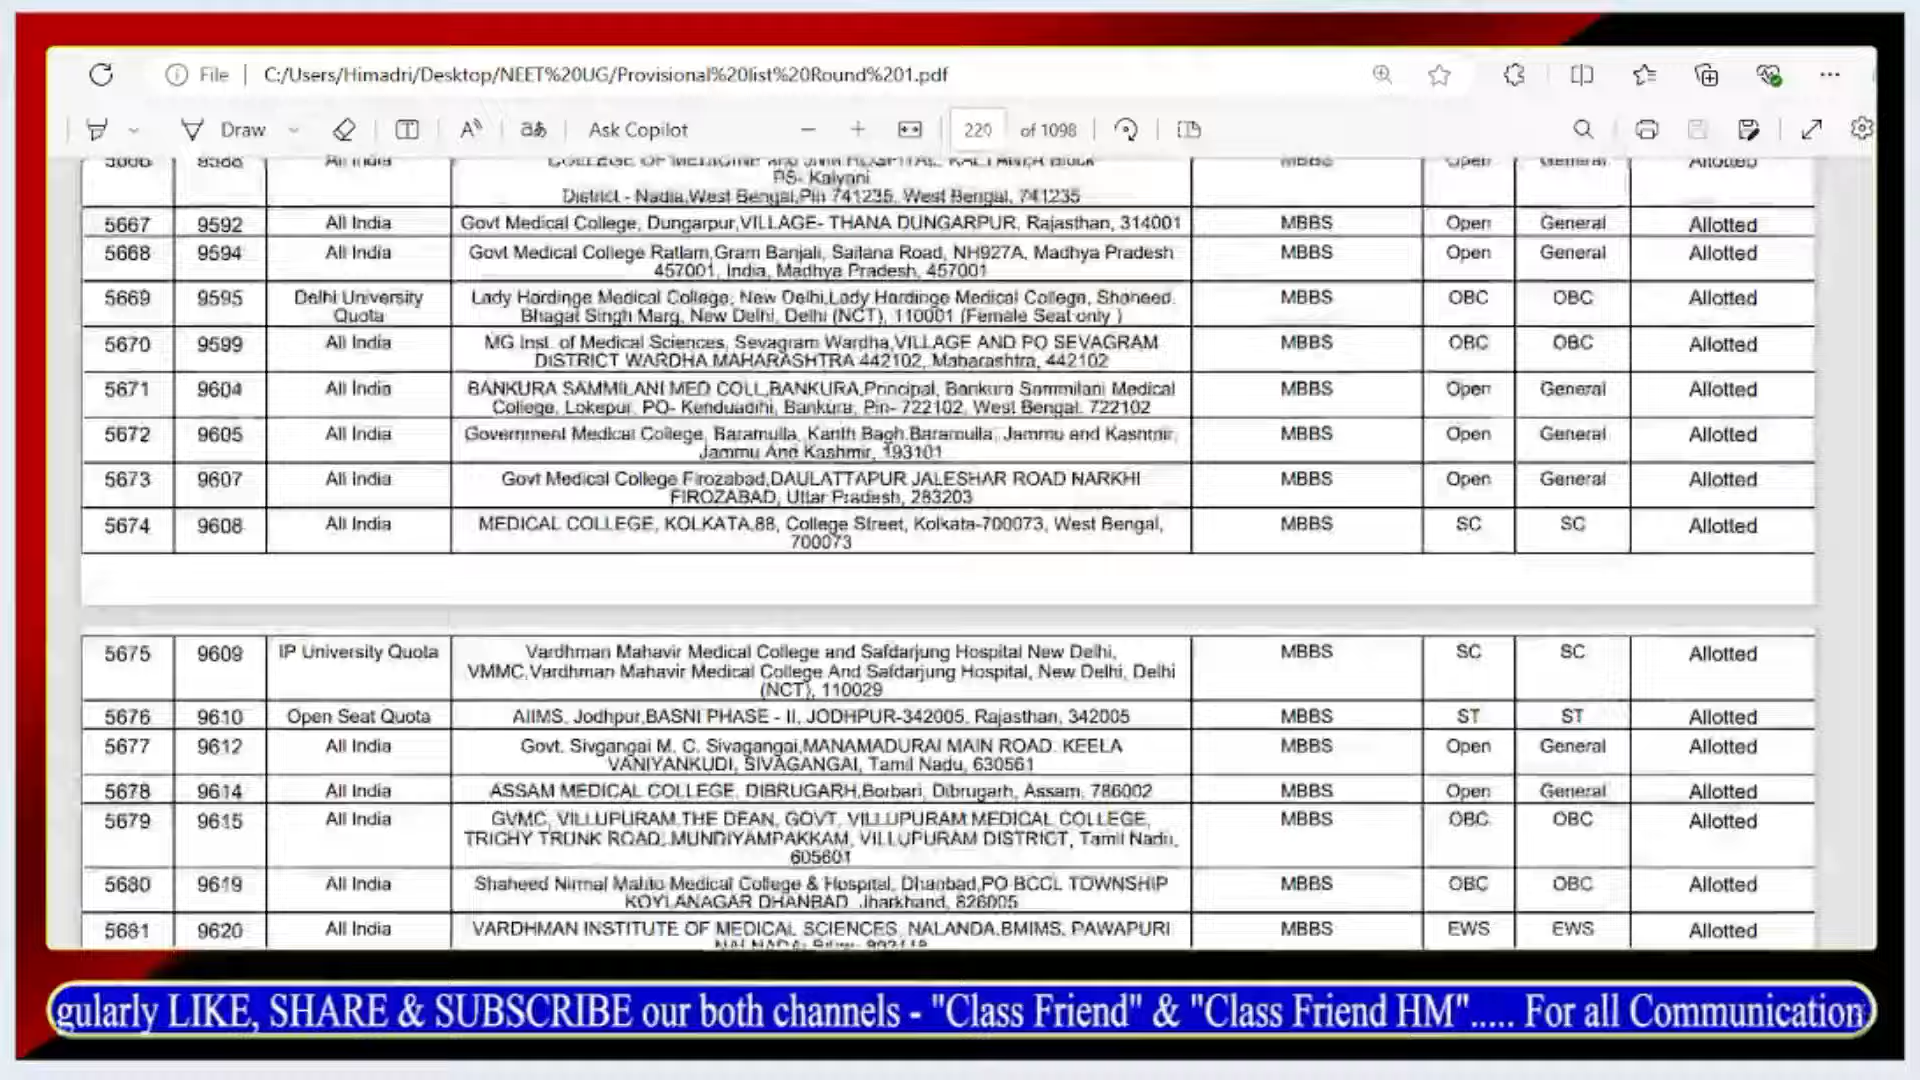 File | C:/Users/Himadri/Desktop/NEET%20UG/Provisional%20list%20Round%201.pdf
Draw Ask Copilot 220 of 1098
All India COLLEGE OF MEDICINE and JNM HOSPITAL, Block MBBS Open General Allotted
PS- Kalyani
District - Nadia,West Bengal,Pin 741235, West Bengal, 741235
5667 9592 All India Govt Medical College, Dungarpur,VILLAGE- THANA DUNGARPUR, Rajasthan, 314001 MBBS Open General Allotted
5668 9594 All India Govt Medical College Ratlam,Gram Banjali, Sailana Road, NH927A, Madhya Pradesh MBBS Open General Allotted
457001, India, Madhya Pradesh, 457001
5669 9595 Delhi University Lady Hardinge Medical College, New Delhi,Lady Hardinge Medical College, Shaheed MBBS OBC OBC Allotted
Quota Bhagat Singh Marg, New Delhi, Delhi (NCT), 110001 (Female Seat only )
5670 9599 All India MG Inst. of Medical Sciences, Sevagram Wardha,VILLAGE AND PO SEVAGRAM MBBS OBC OBC Allotted
DISTRICT WARDHA MAHARASHTRA 442102, Maharashtra, 442102
5671 9604 All India BANKURA SAMMILANI MED COLL,BANKURA,Principal, Bankura Sammilani Medical MBBS Open General Allotted
College, Lokepur, PO- Kenduadihi, Bankura, Pin- 722102, West Bengal, 722102
5672 9605 All India Government Medical College, Baramulla, Kanth Bagh,Baramulla, Jammu and Kashmir, MBBS Open General Allotted
Jammu And Kashmir, 193101
5673 9607 All India Govt Medical College Firozabad,DAULATTAPUR JALESHAR ROAD NARKHI MBBS Open General Allotted
FIROZABAD, Uttar Pradesh, 283203
5674 9608 All India MEDICAL COLLEGE, KOLKATA,88, College Street, Kolkata-700073, West Bengal, MBBS SC SC Allotted
700073
5675 9609 IP University Quota Vardhman Mahavir Medical College and Safdarjung Hospital New Delhi, MBBS SC SC Allotted
VMMC,Vardhman Mahavir Medical College And Safdarjung Hospital, New Delhi, Delhi
(NCT), 110029
5676 9610 Open Seat Quota AIIMS, Jodhpur,BASNI PHASE - II, JODHPUR-342005, Rajasthan, 342005 MBBS ST ST Allotted
5677 9612 All India Govt. Sivgangai M. C. Sivagangai,MANAMADURAI MAIN ROAD, KEELA MBBS Open General Allotted
VANIYANKUDI, SIVAGANGAI, Tamil Nadu, 630561
5678 9614 All India ASSAM MEDICAL COLLEGE, DIBRUGARH,Borbari, Dibrugarh, Assam, 786002 MBBS Open General Allotted
5679 9615 All India GVMC, VILLUPURAM,THE DEAN, GOVT. VILLUPURAM MEDICAL COLLEGE, MBBS OBC OBC Allotted
TRICHY TRUNK ROAD, MUNDIYAMPAKKAM, VILLUPURAM DISTRICT, Tamil Nadu,
605601
5680 9619 All India Shaheed Nirmal Mahto Medical College & Hospital, Dhanbad,PO BCCL TOWNSHIP MBBS OBC OBC Allotted
KOYLANAGAR DHANBAD, Jharkhand, 826005
5681 9620 All India VARDHMAN INSTITUTE OF MEDICAL SCIENCES, NALANDA,BMIMS, PAWAPURI MBBS EWS EWS Allotted
gularly LIKE, SHARE & SUBSCRIBE our both channels - "Class Friend" & "Class Friend HM"..... For all Communication